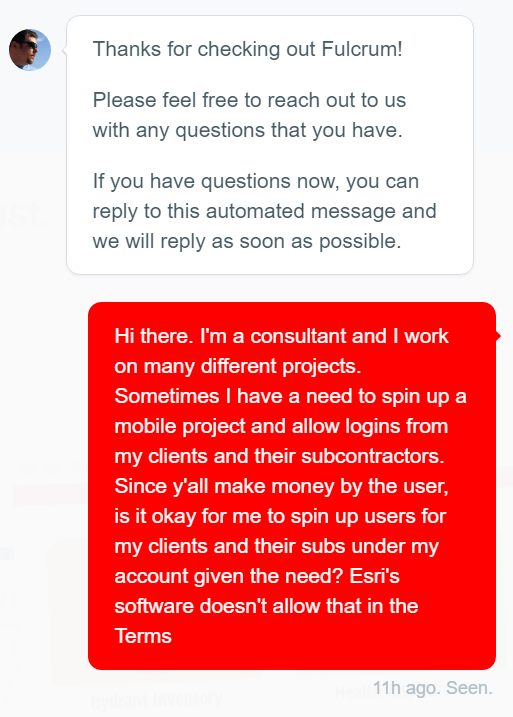 Thanks for checking out Fulcrum!
Please feel free to reach out to us
with any questions that you have.
If you have questions now, you can
reply to this automated message and
we will reply as soon as possible.
Hi there. I'm a consultant and I work
on many different projects.
Sometimes I have a need to spin up a
mobile project and allow logins from
my clients and their subcontractors.
Since y'all make money by the user,
is it okay for me to spin up users for
my clients and their subs under my
account given the need? Esri's
software doesn't allow that in the
Terms
11h ago. Seen.